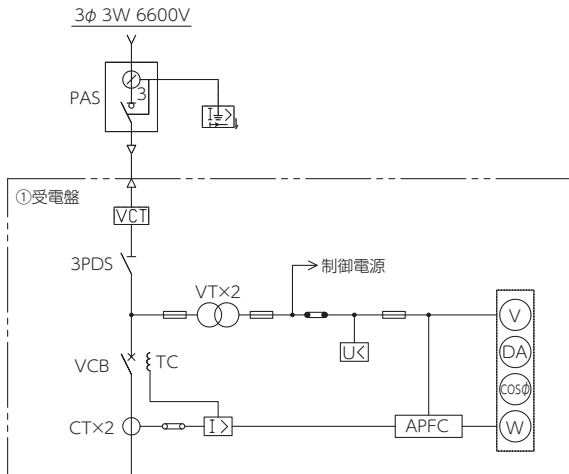 3φ 3W 6600V
PAS
3
I >
①受電盤
VCT
3PDS
制御電源
VT×2
V
VCB
TC
U<
DA
cosφ
CT×2
I >
APFC
W